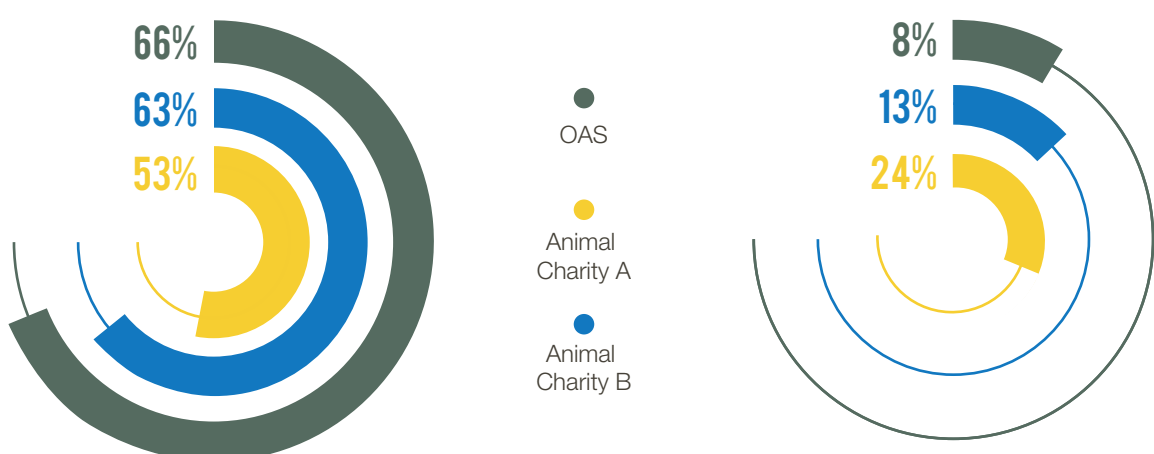 66%
63%
53%
OAS
Animal
Charity A
Animal
Charity B
8%
13%
24%